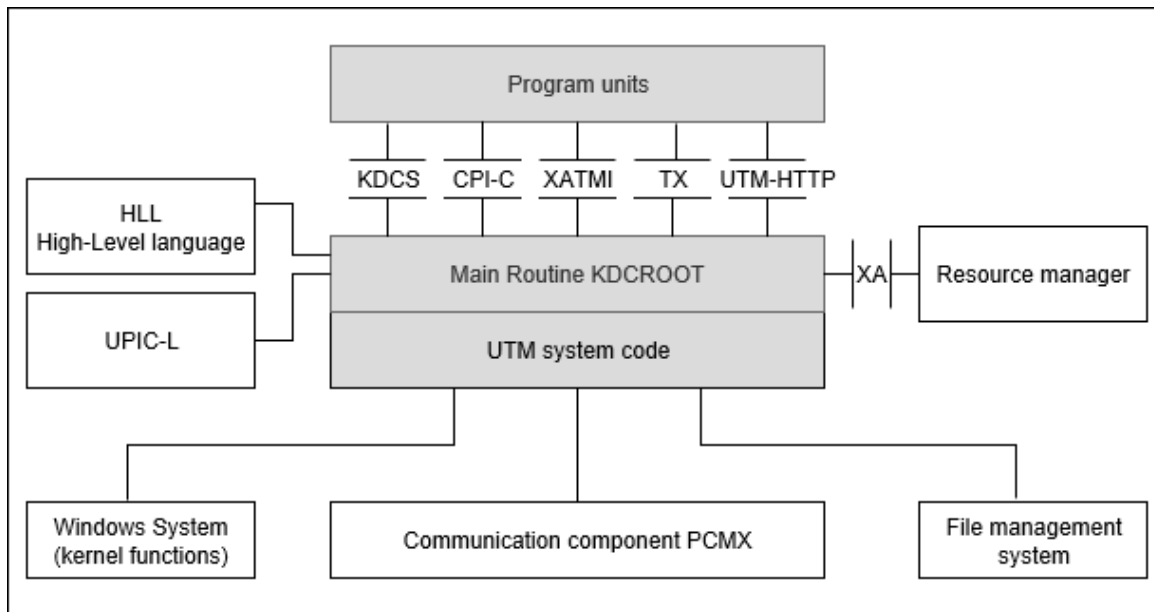 Program units
KDCS
CPI-C
XATMI
TX
UTM-HTTP
HLL
High-Level language
Main Routine KDCROOT
XA
Resource manager
UPIC-L
UTM system code
Windows System
(kernel functions)
Communication component PCMX
File management
system